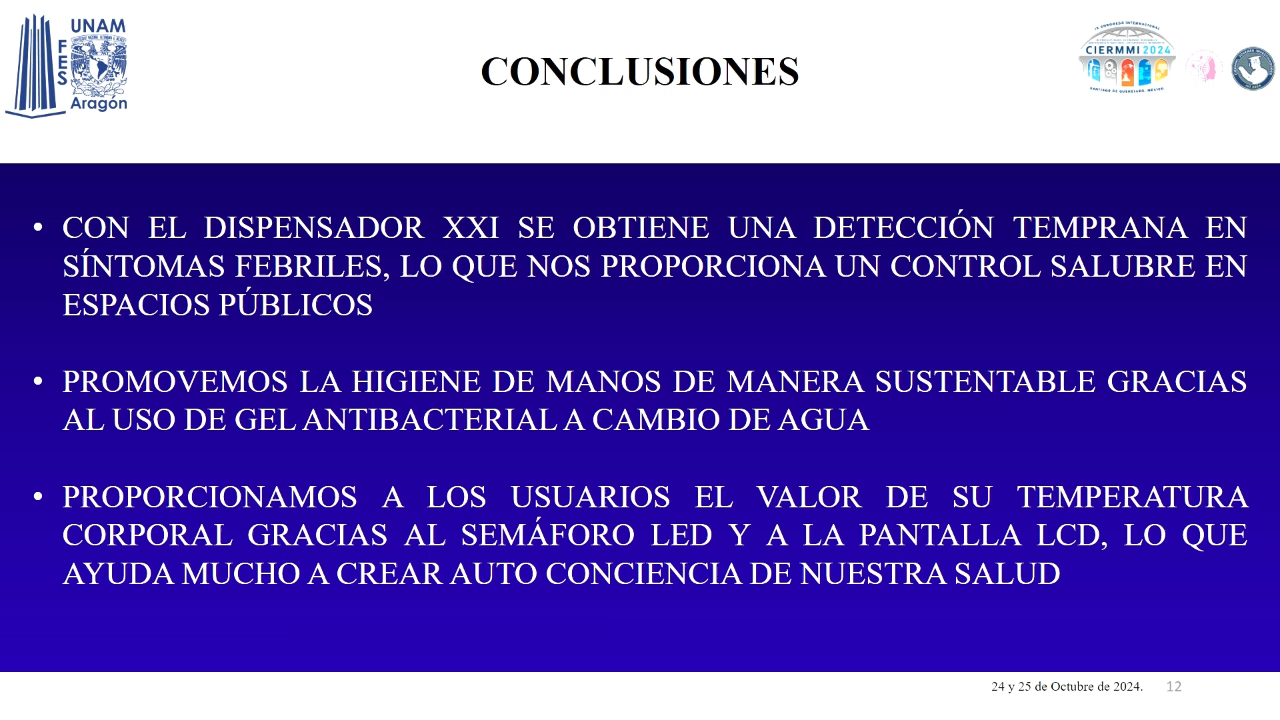 UNAM
FES
Aragón
CONCLUSIONES
CIERMMI 2024
• CON EL DISPENSADOR XXI SE OBTIENE UNA DETECCIÓN TEMPRANA EN
SÍNTOMAS FEBRILES, LO QUE NOS PROPORCIONA UN CONTROL SALUBRE EN
ESPACIOS PÚBLICOS
• PROMOVEMOS LA HIGIENE DE MANOS DE MANERA SUSTENTABLE GRACIAS
AL USO DE GEL ANTIBACTERIAL A CAMBIO DE AGUA
• PROPORCIONAMOS A LOS USUARIOS EL VALOR DE SU TEMPERATURA
CORPORAL GRACIAS AL SEMÁFORO LED Y A LA PANTALLA LCD, LO QUE
AYUDA MUCHO A CREAR AUTO CONCIENCIA DE NUESTRA SALUD
24 y 25 de Octubre de 2024.
12